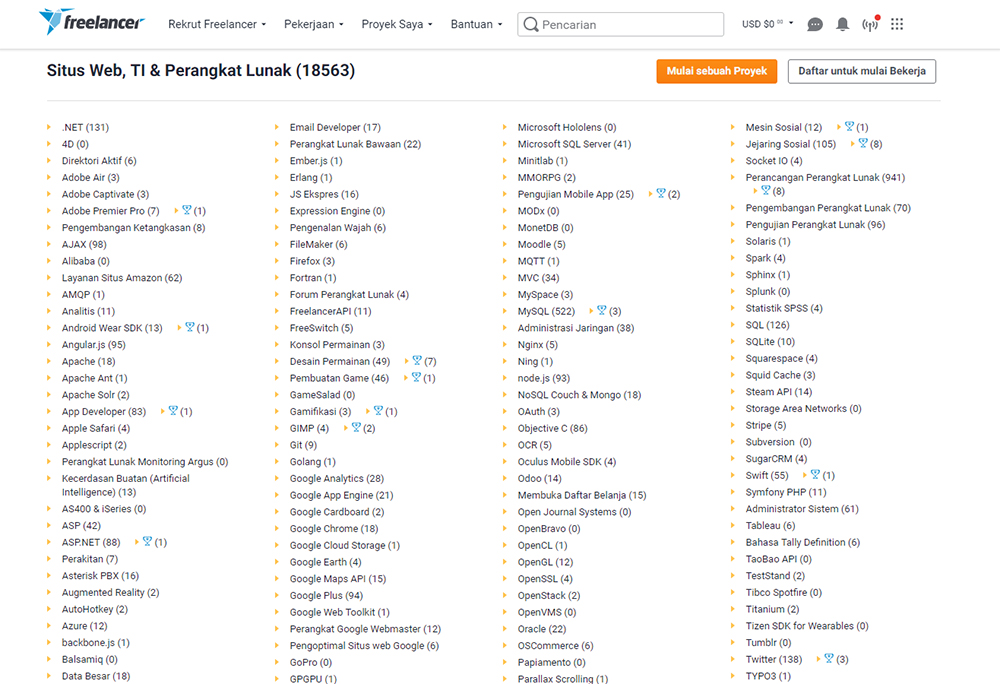 freelancer
Rekrut Freelancer
Pekerjaan
Proyek Saya
Bantuan
Pencarian
USD $0 00
Situs Web, TI & Perangkat Lunak (18563)
Mulai sebuah Proyek
Daftar untuk mulai Bekerja
.NET (131)
4D (0)
Direktori Aktif (6)
Adobe Air (3)
Adobe Captivate (3)
Adobe Premier Pro (7) (1)
Pengembangan Ketangkasan (8)
AJAX (98)
Alibaba (0)
Layanan Situs Amazon (62)
AMQP (1)
Analitis (11)
Android Wear SDK (13) (1)
Angular.js (95)
Apache (18)
Apache Ant (1)
Apache Solr (2)
App Developer (83) (1)
Apple Safari (4)
Applescript (2)
Perangkat Lunak Monitoring Argus (0)
Kecerdasan Buatan (Artificial
Intelligence) (13)
AS400 & iSeries (0)
ASP (42)
ASP.NET (88) (1)
Perakitan (7)
Asterisk PBX (16)
Augmented Reality (2)
AutoHotkey (2)
Azure (12)
backbone.js (1)
Balsamiq (0)
Data Besar (18)
Email Developer (17)
Perangkat Lunak Bawaan (22)
Ember.js (1)
Erlang (1)
JS Ekspres (16)
Expression Engine (0)
Pengenalan Wajah (6)
FileMaker (6)
Firefox (3)
Fortran (1)
Forum Perangkat Lunak (4)
FreelancerAPI (11)
FreeSwitch (5)
Konsol Permainan (3)
Desain Permainan (49) (7)
Pembuatan Game (46) (1)
GameSalad (0)
Gamifikasi (3) (1)
GIMP (4) (2)
Git (9)
Golang (1)
Google Analytics (28)
Google App Engine (21)
Google Cardboard (2)
Google Chrome (18)
Google Cloud Storage (1)
Google Earth (4)
Google Maps API (15)
Google Plus (94)
Google Web Toolkit (1)
Perangkat Google Webmaster (12)
Pengoptimal Situs web Google (6)
GoPro (0)
GPGPU (1)
Microsoft Hololens (0)
Microsoft SQL Server (41)
Minitlab (1)
MMORPG (2)
Pengujian Mobile App (25) (2)
MODx (0)
MonetDB (0)
Moodle (5)
MQTT (1)
MVC (34)
MySpace (3)
MySQL (522) (3)
Administrasi Jaringan (38)
Nginx (5)
Ning (1)
node.js (93)
NoSQL Couch & Mongo (18)
OAuth (3)
Objective C (86)
OCR (5)
Oculus Mobile SDK (4)
Odoo (14)
Membuka Daftar Belanja (15)
Open Journal Systems (0)
OpenBravo (0)
OpenCL (1)
OpenGL (12)
OpenSSL (4)
OpenStack (2)
OpenVMS (0)
Oracle (22)
OSCommerce (6)
Papiamento (0)
Parallax Scrolling (1)
Mesin Sosial (12) (1)
Jejaring Sosial (105) (8)
Socket IO (4)
Perancangan Perangkat Lunak (941)
(8)
Pengembangan Perangkat Lunak (70)
Pengujian Perangkat Lunak (96)
Solaris (1)
Spark (4)
Sphinx (1)
Splunk (0)
Statistik SPSS (4)
SQL (126)
SQLite (10)
Squarespace (4)
Squid Cache (3)
Steam API (14)
Storage Area Networks (0)
Stripe (5)
Subversion (0)
SugarCRM (4)
Swift (55) (1)
Symfony PHP (11)
Administrator Sistem (61)
Tableau (6)
Bahasa Tally Definition (6)
TaoBao API (0)
TestStand (2)
Tibco Spotfire (0)
Titanium (2)
Tizen SDK for Wearables (0)
Tumblr (0)
Twitter (138) (3)
TYPO3 (1)